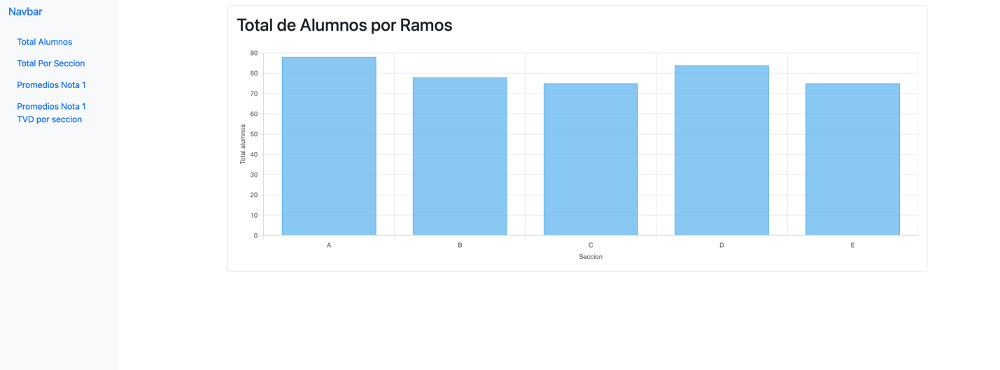 Navbar
Total Alumnos
Total Por Seccion
Promedios Nota 1
Promedios Nota 1
TVD por seccion
Total de Alumnos por Ramos
90
80
70
60
50
40
30
20
10
0
Total alumnos
A B C D E
Seccion